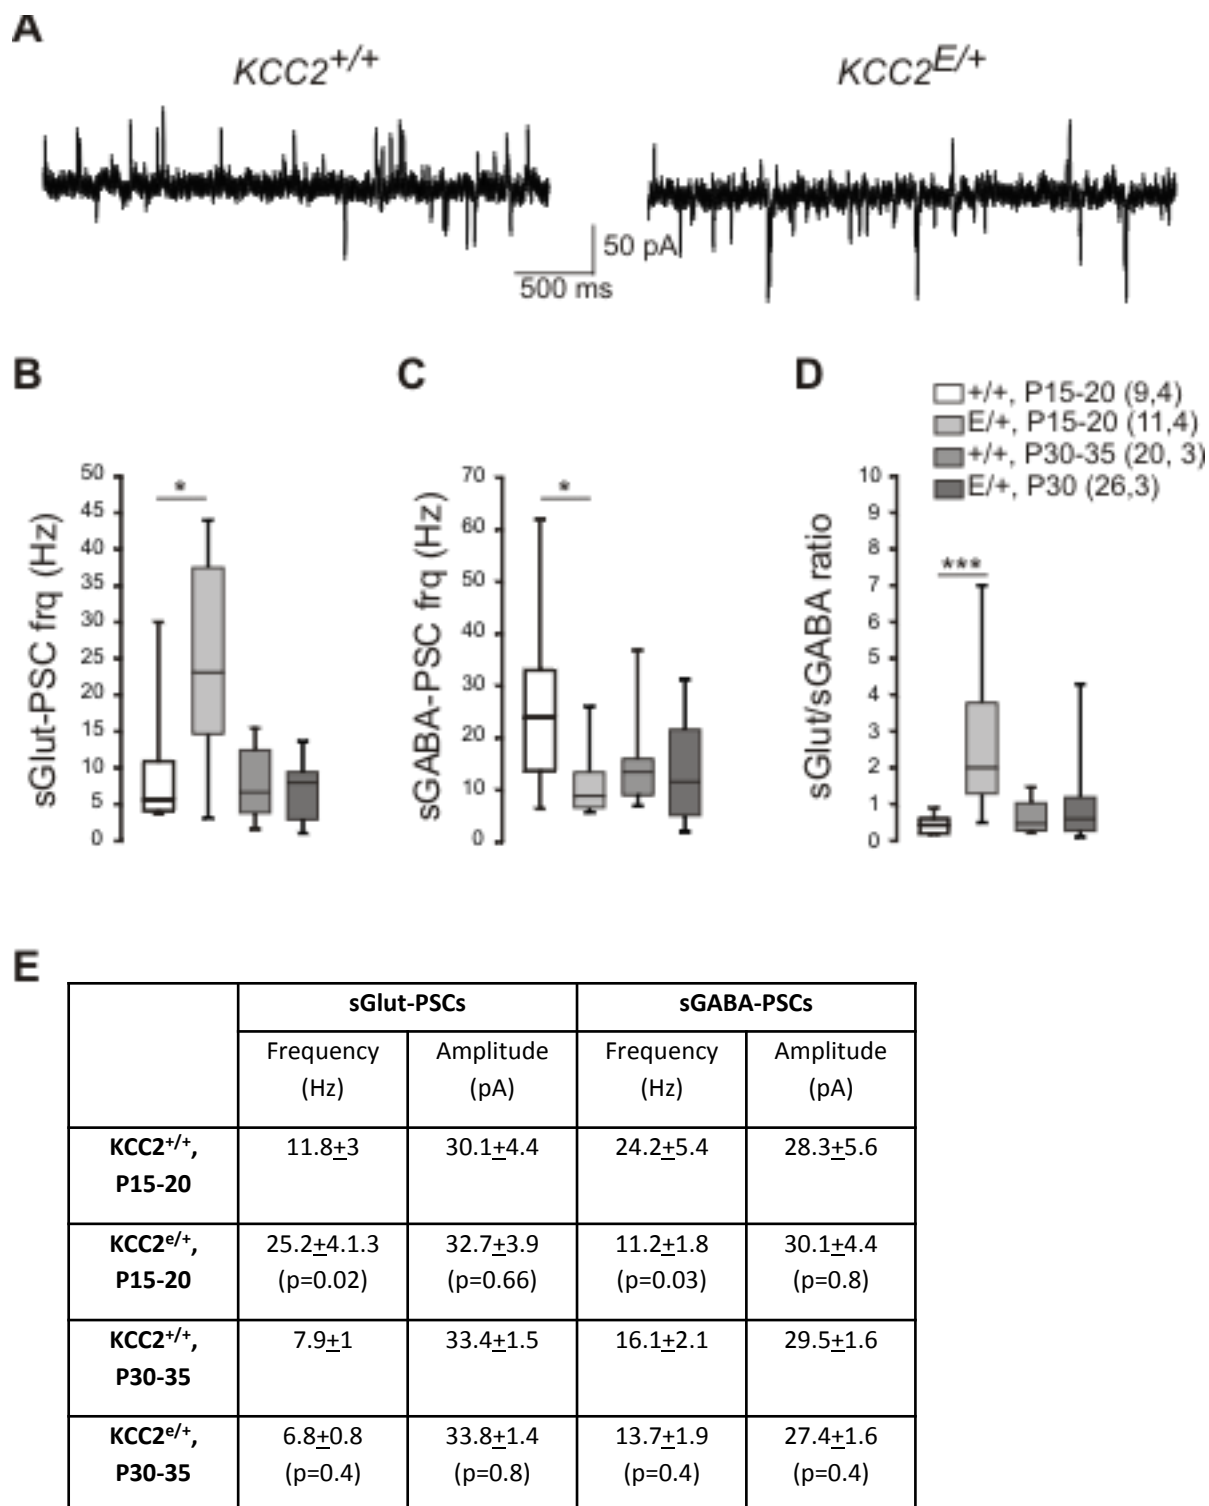 A
KCC2+/+
KCC2E/+
50 pA
500 ms
B
C
D
+/+, P15-20 (9,4)
E/+, P15-20 (11,4)
+/+, P30-35 (20, 3)
E/+, P30 (26,3)
sGlut-PSC frq (Hz)
50
45
40
35
30
25
20
15
10
5
0
*
sGABA-PSC frq (Hz)
70
60
50
40
30
20
10
0
*
sGlut/sGABA ratio
10
9
8
7
6
5
4
3
2
1
0
***
E
sGlut-PSCs sGABA-PSCs
Frequency Amplitude Frequency Amplitude
(Hz) (pA) (Hz) (pA)
KCC2+/+, 11.8±3 30.1±4.4 24.2±5.4 28.3±5.6
P15-20
KCC2e/+, 25.2±4.1.3 32.7±3.9 11.2±1.8 30.1±4.4
P15-20 (p=0.02) (p=0.66) (p=0.03) (p=0.8)
KCC2+/+, 7.9±1 33.4±1.5 16.1±2.1 29.5±1.6
P30-35
KCC2e/+, 6.8±0.8 33.8±1.4 13.7±1.9 27.4±1.6
P30-35 (p=0.4) (p=0.8) (p=0.4) (p=0.4)